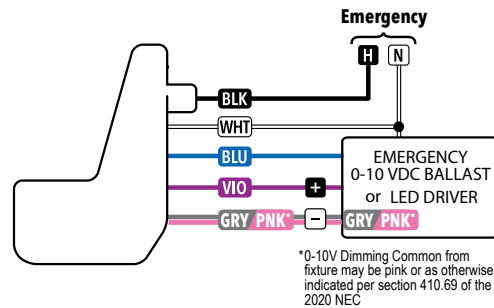 Emergency
H N
BLK
WHT
BLU
EMERGENCY
0-10 VDC BALLAST
or LED DRIVER
VIO +
GRY/PNK* − GRY/PNK*
*0-10V Dimming Common from
fixture may be pink or as otherwise
indicated per section 410.69 of the
2020 NEC